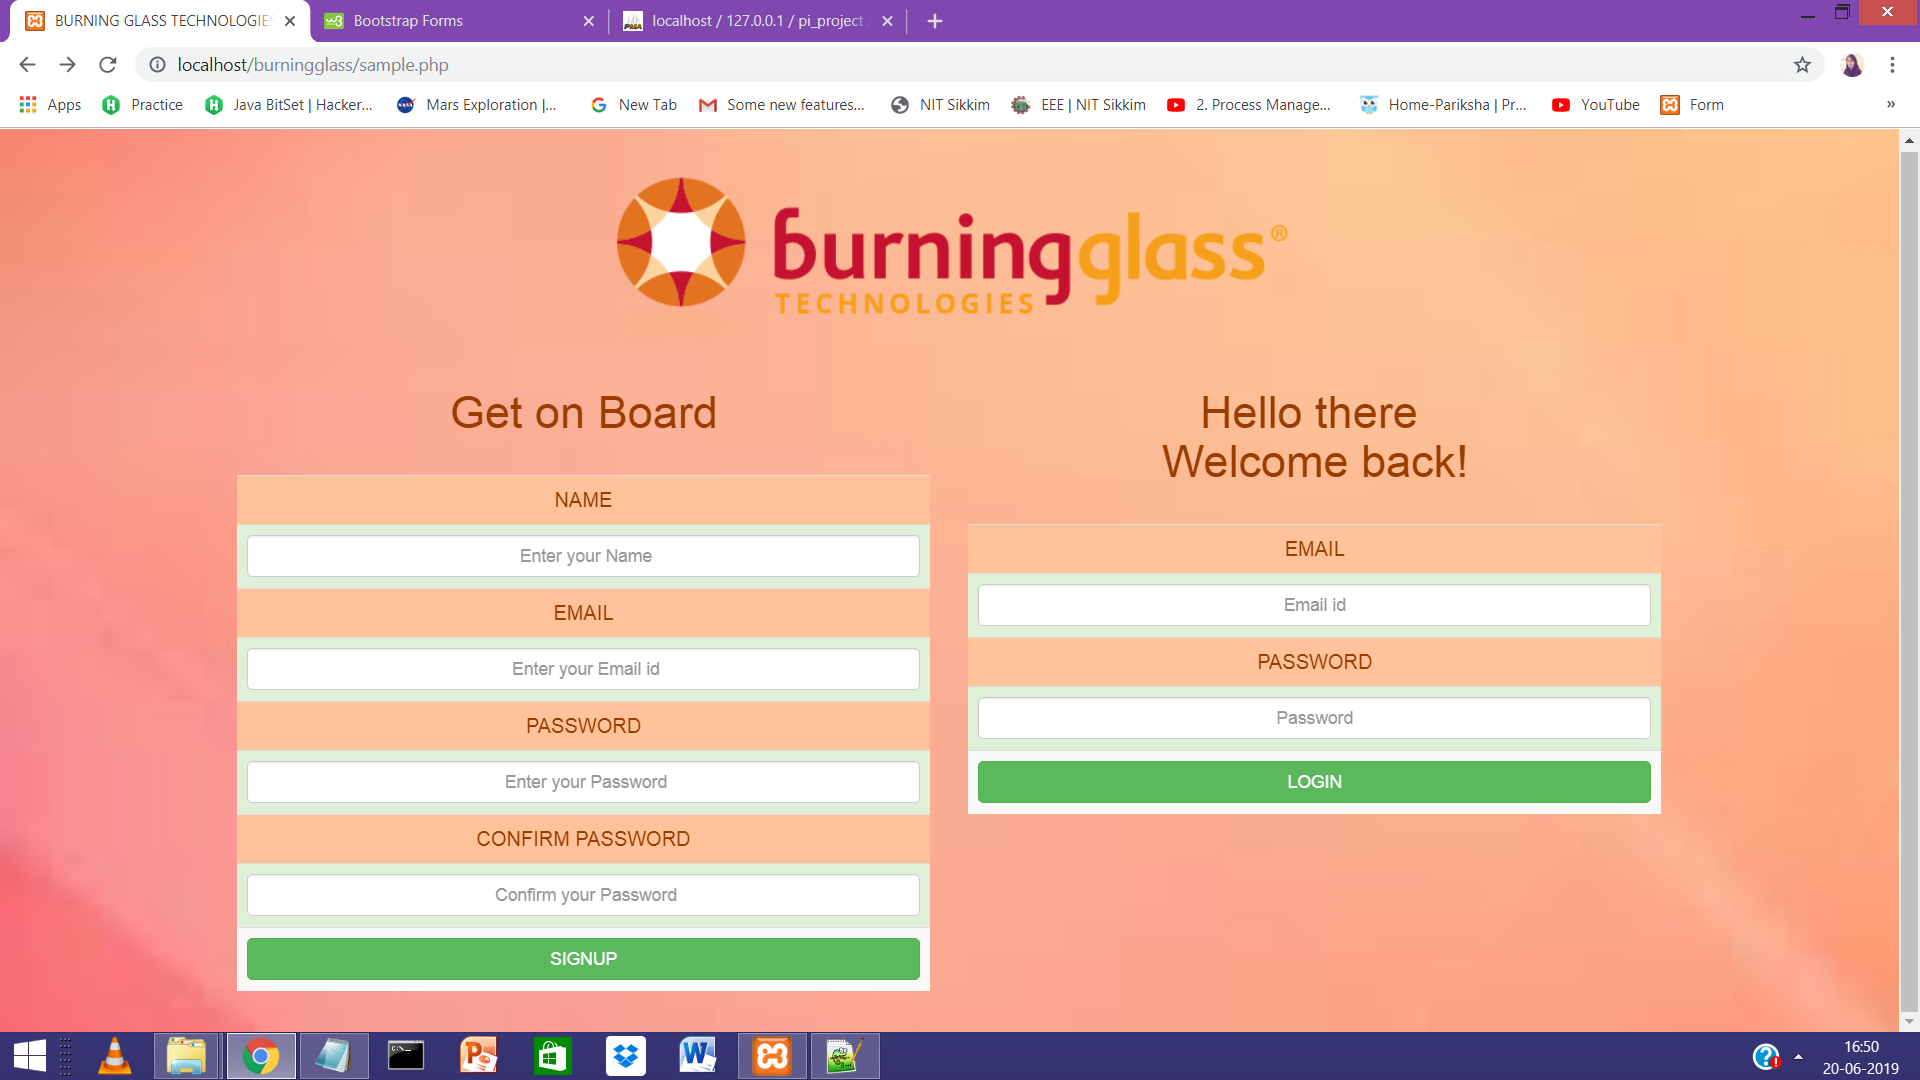 BURNING GLASS TECHNOLOGIES
Bootstrap Forms
localhost / 127.0.0.1 / pi_project
localhost/burningglass/sample.php
Apps
Practice
Java BitSet | Hacker...
Mars Exploration |...
New Tab
Some new features...
NIT Sikkim
EEE | NIT Sikkim
2. Process Manage...
Home-Pariksha | Pr...
YouTube
Form
»
burningglass®
TECHNOLOGIES
Get on Board
NAME
Enter your Name
EMAIL
Enter your Email id
PASSWORD
Enter your Password
CONFIRM PASSWORD
Confirm your Password
SIGNUP
Hello there
Welcome back!
EMAIL
Email id
PASSWORD
Password
LOGIN
16:50
20-06-2019